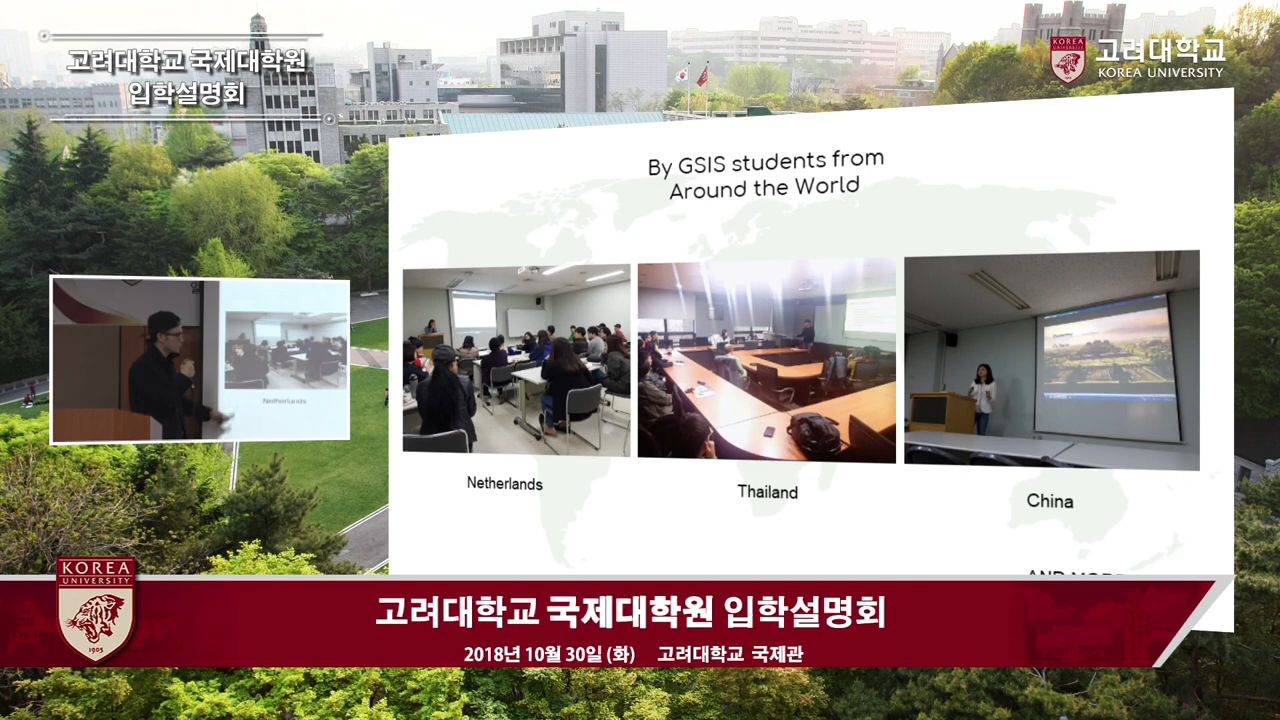 고려대학교 국제대학원
입학설명회
KOREA
고려대학교
KOREA UNIVERSITY
By GSIS students from
Around the World
Netherlands
Netherlands
Thailand
China
KOREA
UNIVERSITY
1905
고려대학교 국제대학원 입학설명회
2018년 10월 30일 (화) 고려대학교 국제관